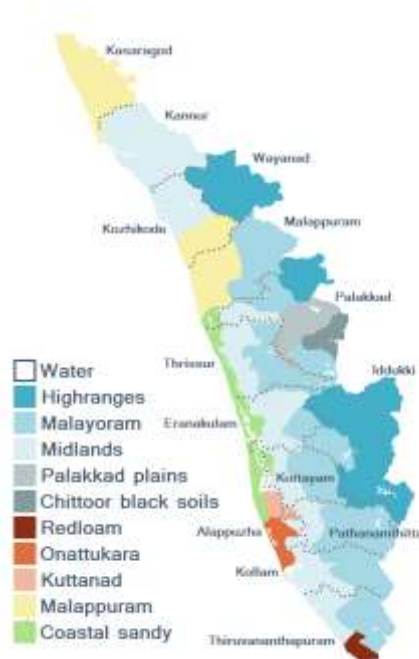 Kasaragod
Kannur
Wayanad
Malappuram
Kozhikode
Palakkad
Thrissur
Idduki
Eranakulam
Kottayam
Alappuzha
Pathanamthitta
Kollam
Thiruvananthapuram
Water
Highranges
Malayoram
Midlands
Palakkad plains
Chittoor black soils
Redloam
Onattukara
Kuttanad
Malappuram
Coastal sandy